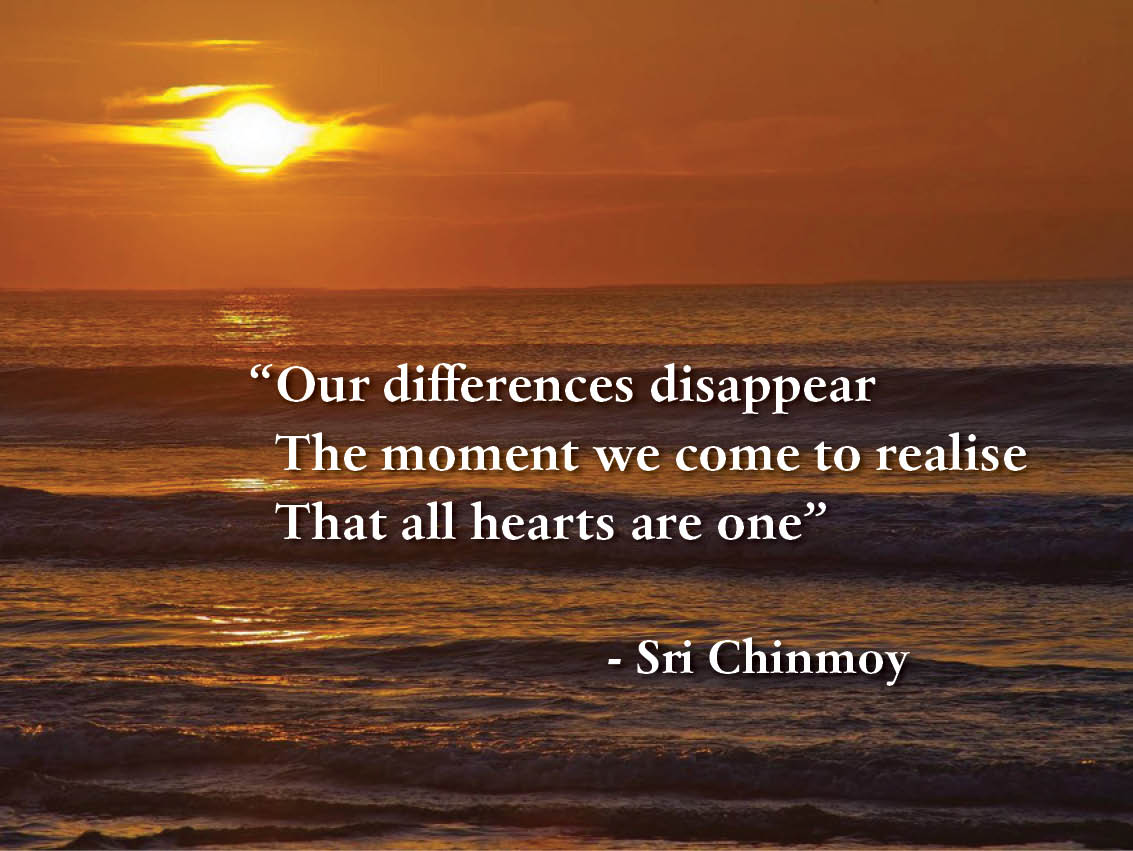 “Our differences disappear
The moment we come to realise
That all hearts are one”
- Sri Chinmoy